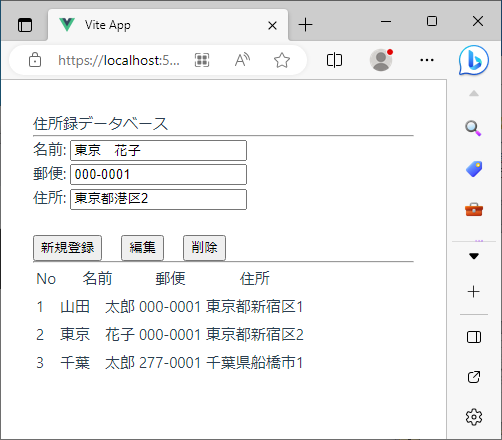 Vite App
https://localhost:5...
住所録データベース
名前: 東京　花子
郵便: 000-0001
住所: 東京都港区2
新規登録 編集 削除
No 名前 郵便 住所
1 山田　太郎 000-0001 東京都新宿区1
2 東京　花子 000-0001 東京都新宿区2
3 千葉　太郎 277-0001 千葉県船橋市1